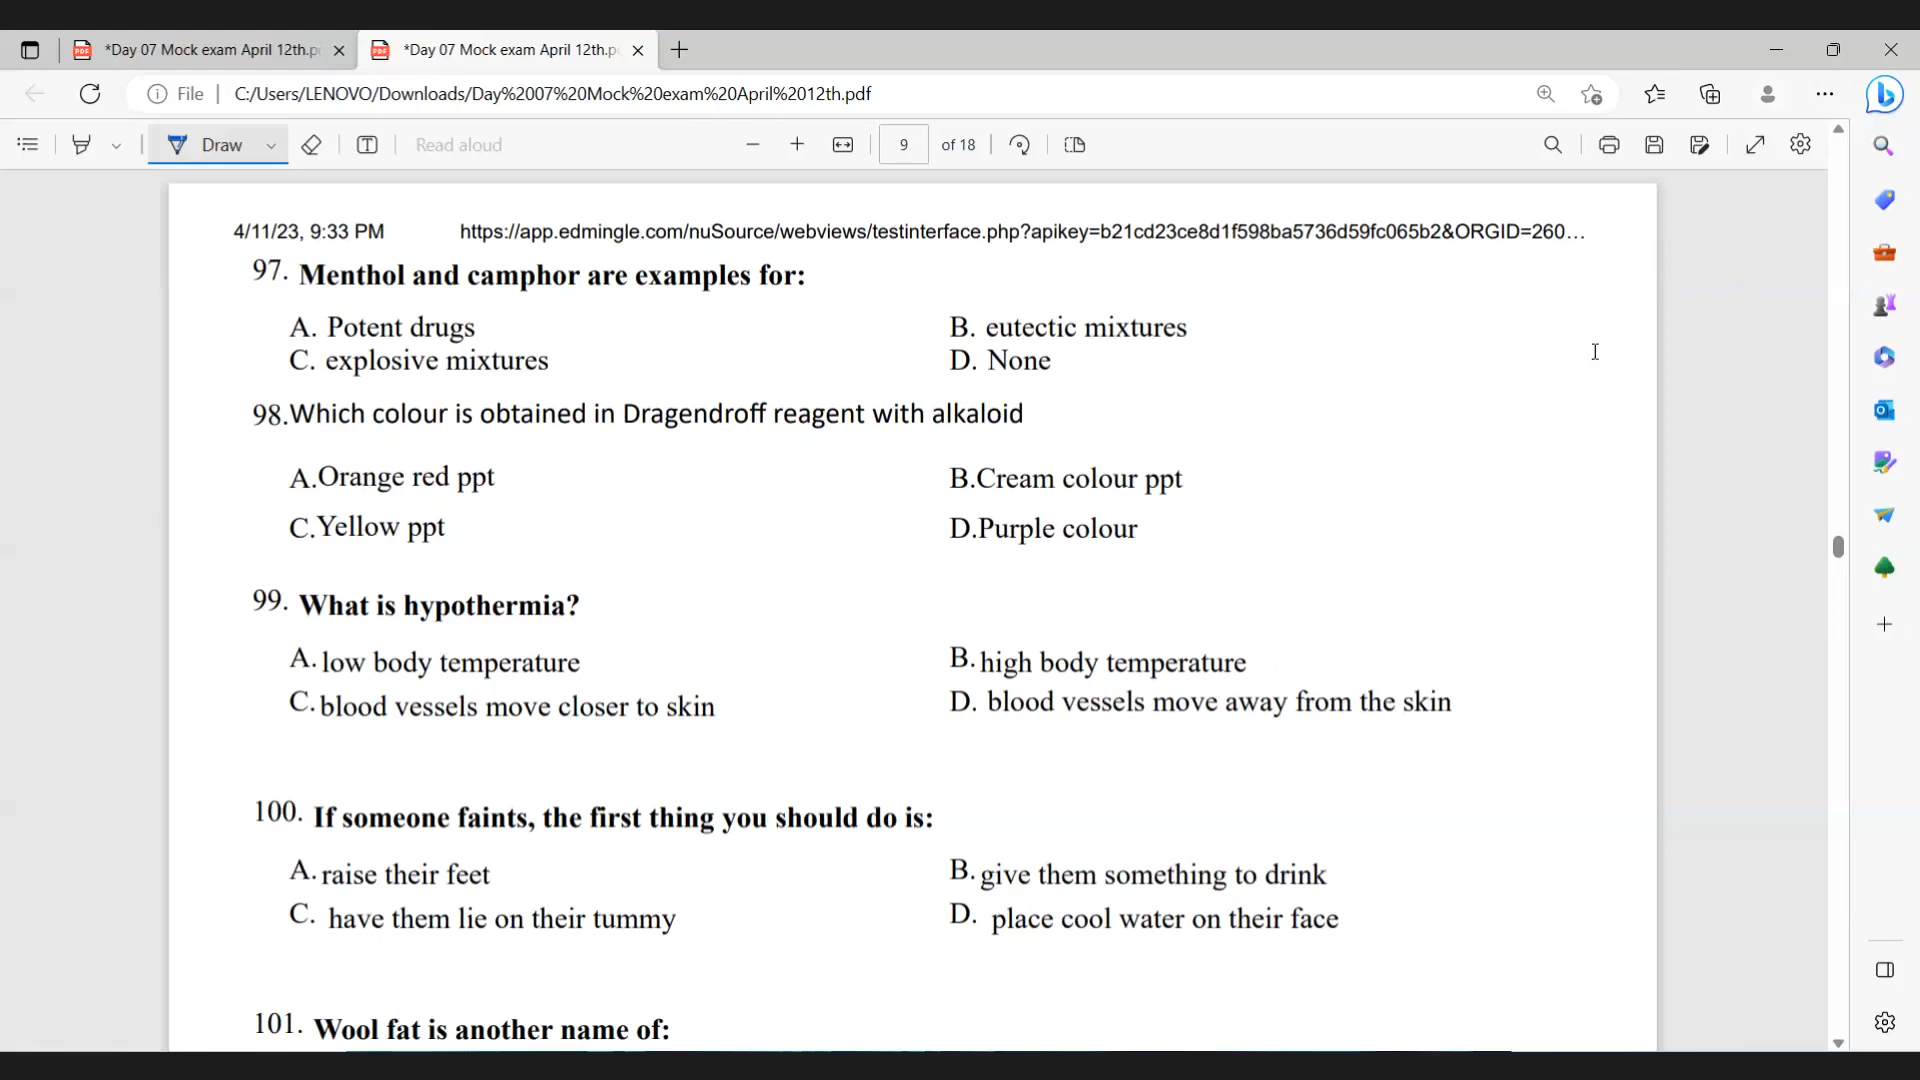 *Day 07 Mock exam April 12th.p
*Day 07 Mock exam April 12th.p
File
C:/Users/LENOVO/Downloads/Day%2007%20Mock%20exam%20April%2012th.pdf
Draw
Read aloud
9
of 18
4/11/23, 9:33 PM https://app.edmingle.com/nuSource/webviews/testinterface.php?apikey=b21cd23ce8d1f598ba5736d59fc065b2&ORGID=260…
97. Menthol and camphor are examples for:
A. Potent drugs B. eutectic mixtures
C. explosive mixtures D. None
98.Which colour is obtained in Dragendroff reagent with alkaloid
A.Orange red ppt B.Cream colour ppt
C.Yellow ppt D.Purple colour
99. What is hypothermia?
A. low body temperature B. high body temperature
C. blood vessels move closer to skin D. blood vessels move away from the skin
100. If someone faints, the first thing you should do is:
A. raise their feet B. give them something to drink
C. have them lie on their tummy D. place cool water on their face
101. Wool fat is another name of: